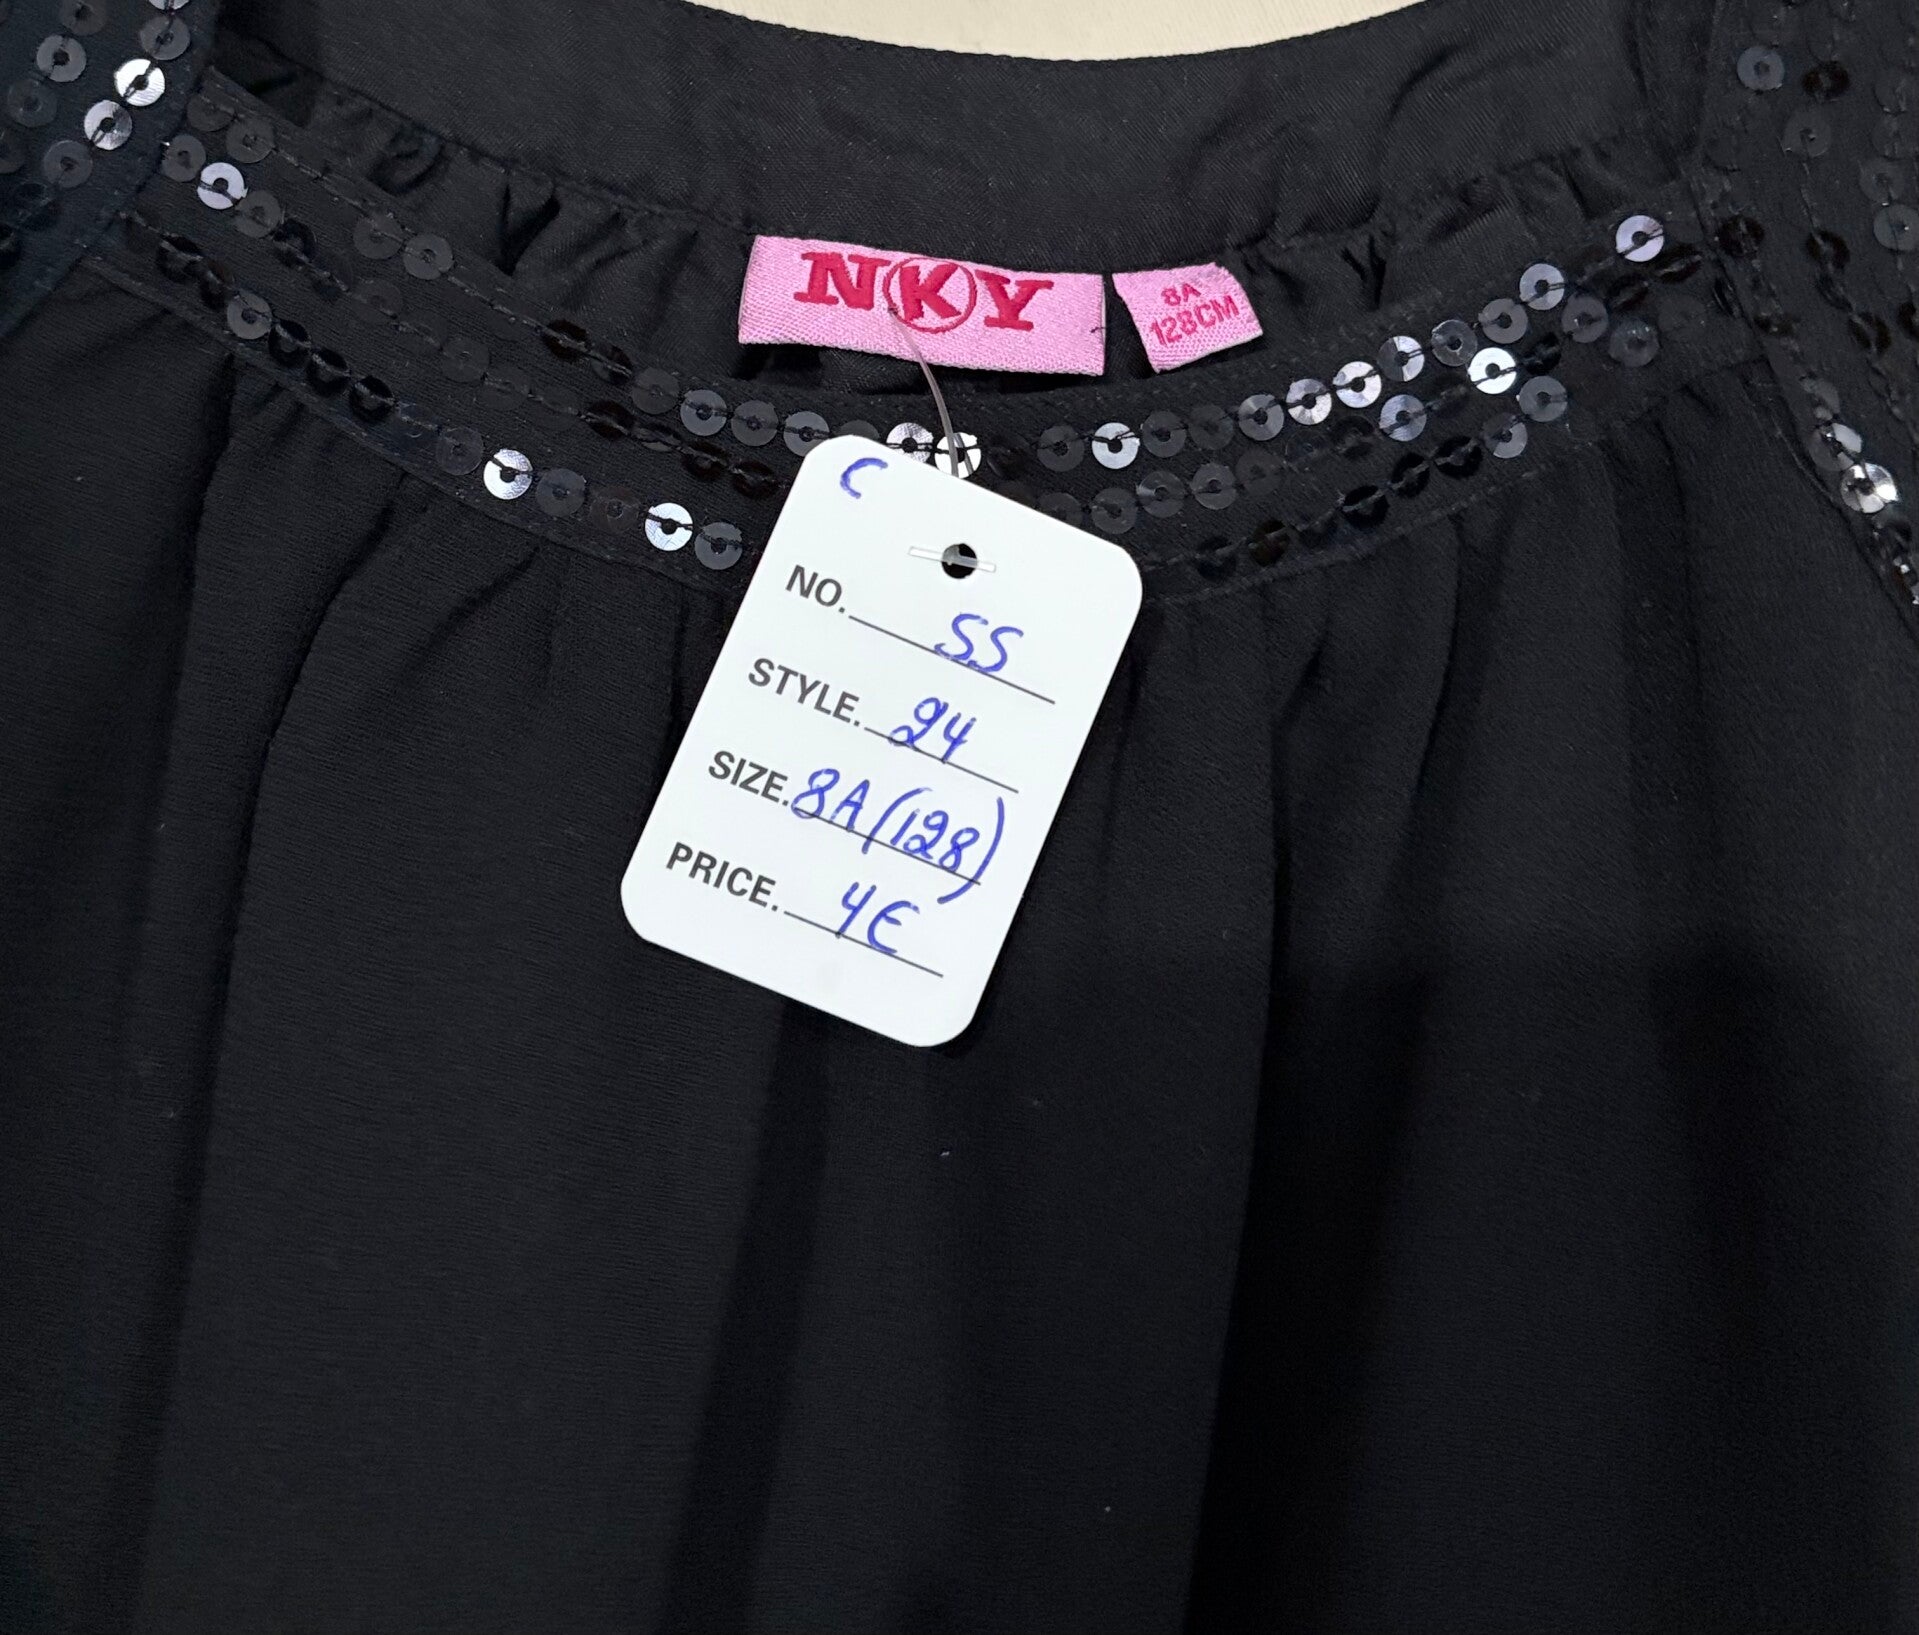 NKY
8A
128CM
C
NO. SS
STYLE. 24
SIZE. 8A (128)
PRICE. 4€